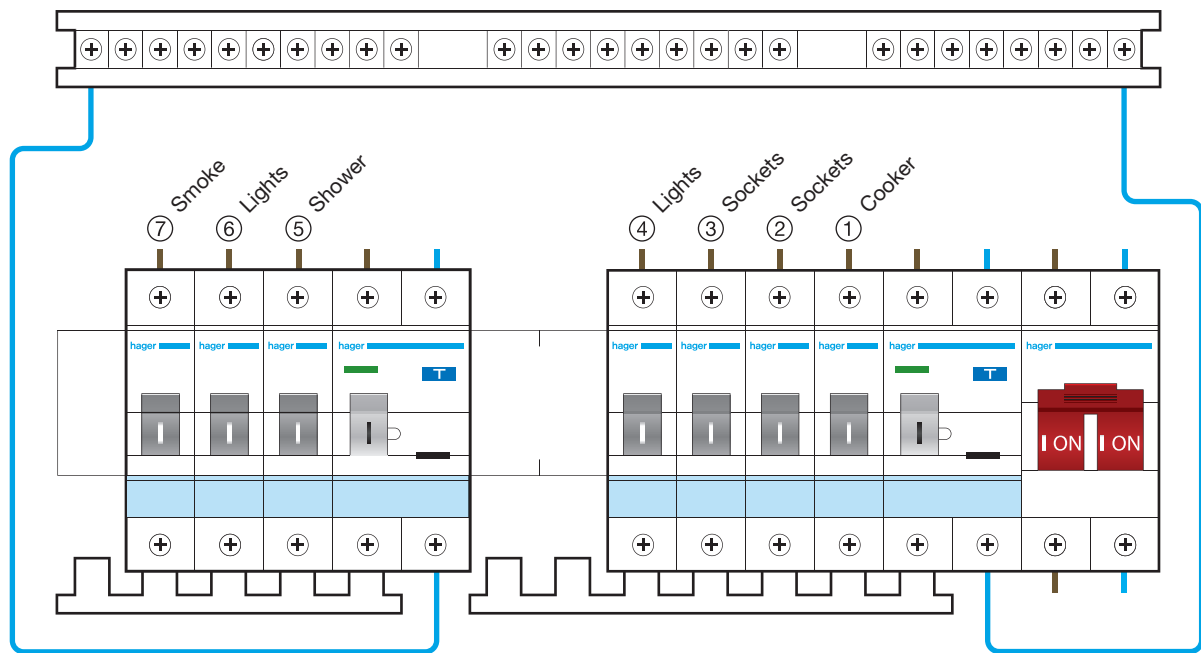 ⑦ Smoke
⑥ Lights
⑤ Shower
④ Lights
③ Sockets
② Sockets
① Cooker
hager hager hager hager
hager hager hager hager hager hager
T
T
I ON I ON